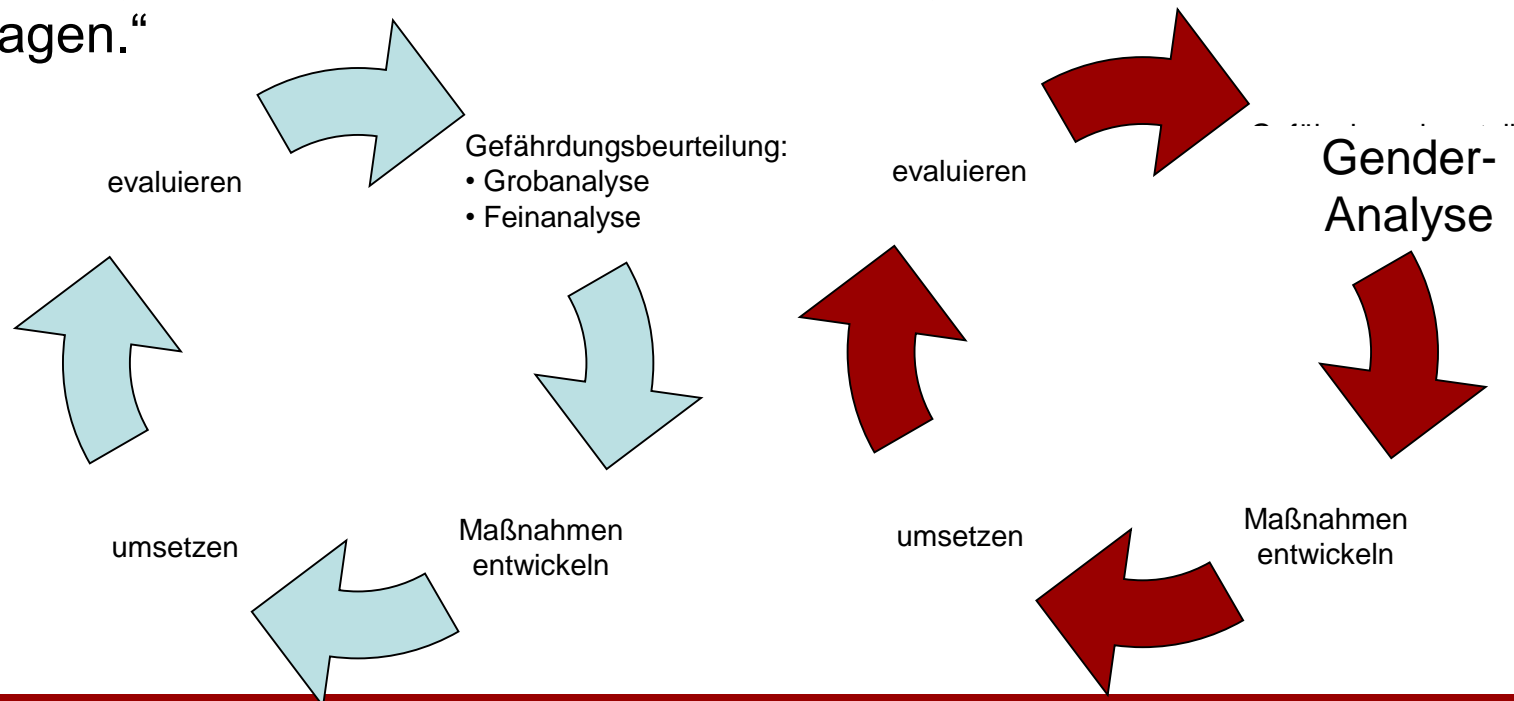 agen.“
evaluieren
Gefährdungsbeurteilung:
• Grobanalyse
• Feinanalyse
Maßnahmen
entwickeln
umsetzen
evaluieren
Gender-
Analyse
Maßnahmen
entwickeln
umsetzen